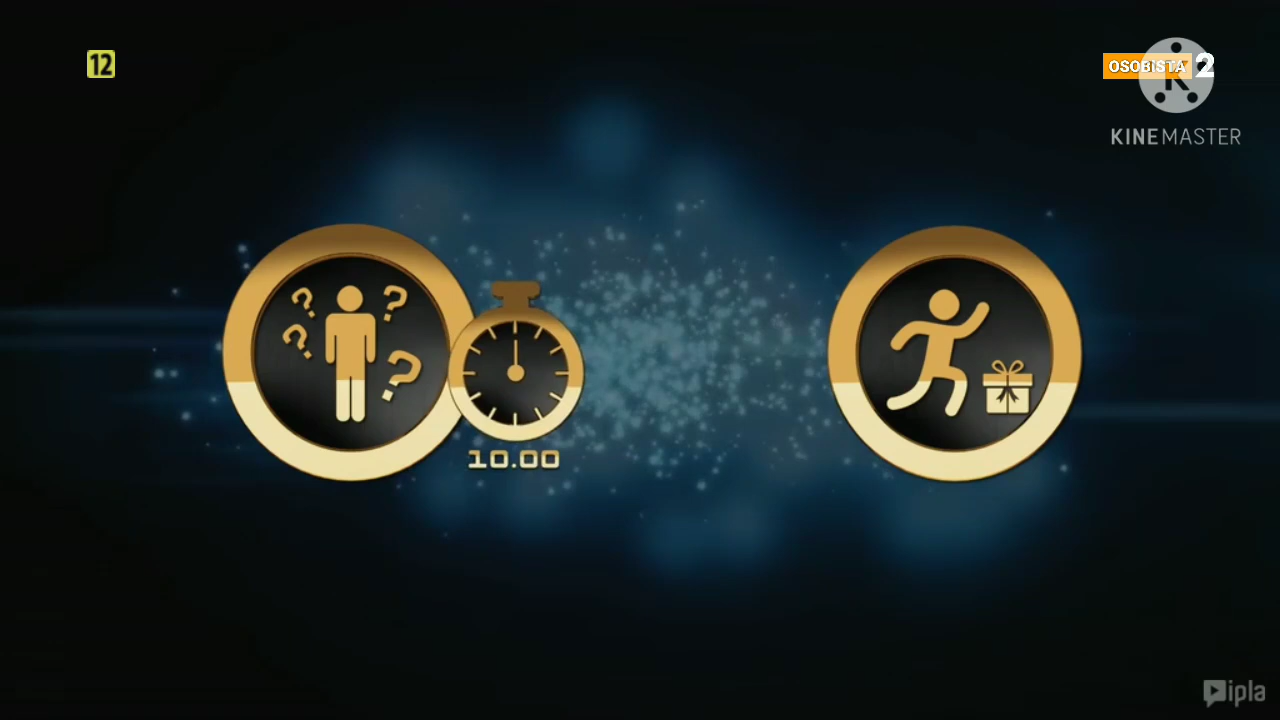 12
OSOBISTA 2
K
KINEMASTER
? ? ? ?
10.00
ipla